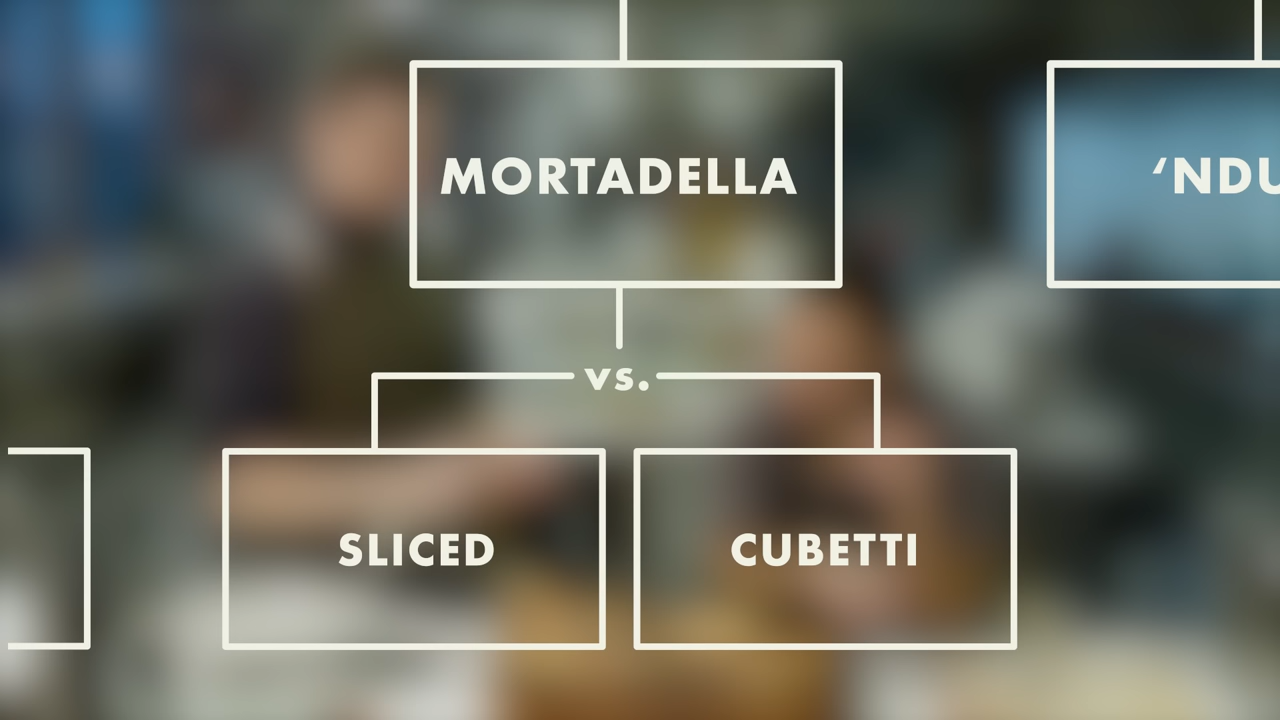 MORTADELLA
‘NDU
vs.
SLICED
CUBETTI